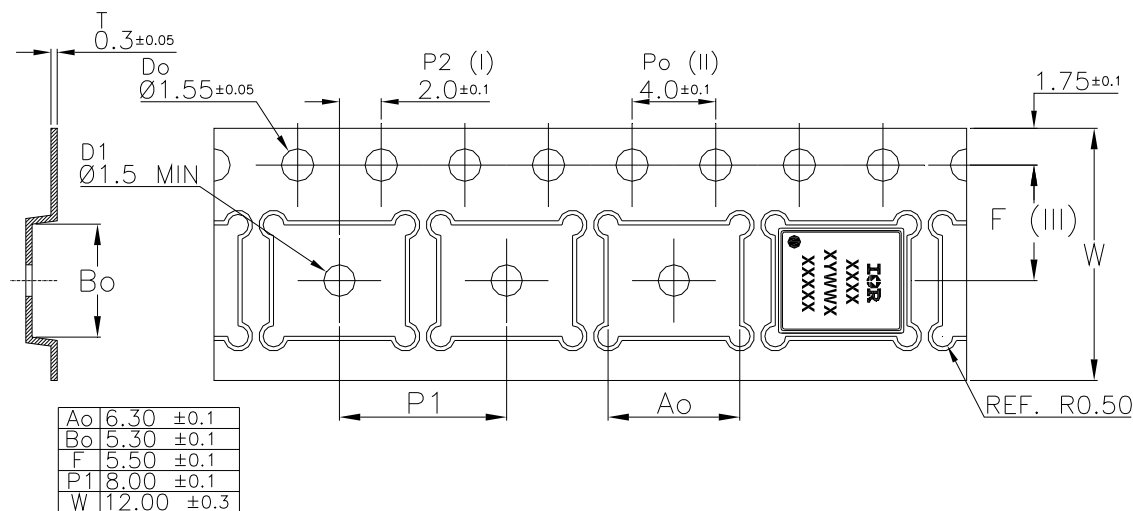 T
0.3±0.05
Do
Ø1.55±0.05
P2 (I)
2.0±0.1
Po (II)
4.0±0.1
1.75±0.1
D1
Ø1.5 MIN
F (III)
W
Bo
IOR
XXXX
XYWWX
XXXXX
P1
Ao
REF. R0.50
Ao 6.30 ±0.1
Bo 5.30 ±0.1
F 5.50 ±0.1
P1 8.00 ±0.1
W 12.00 ±0.3